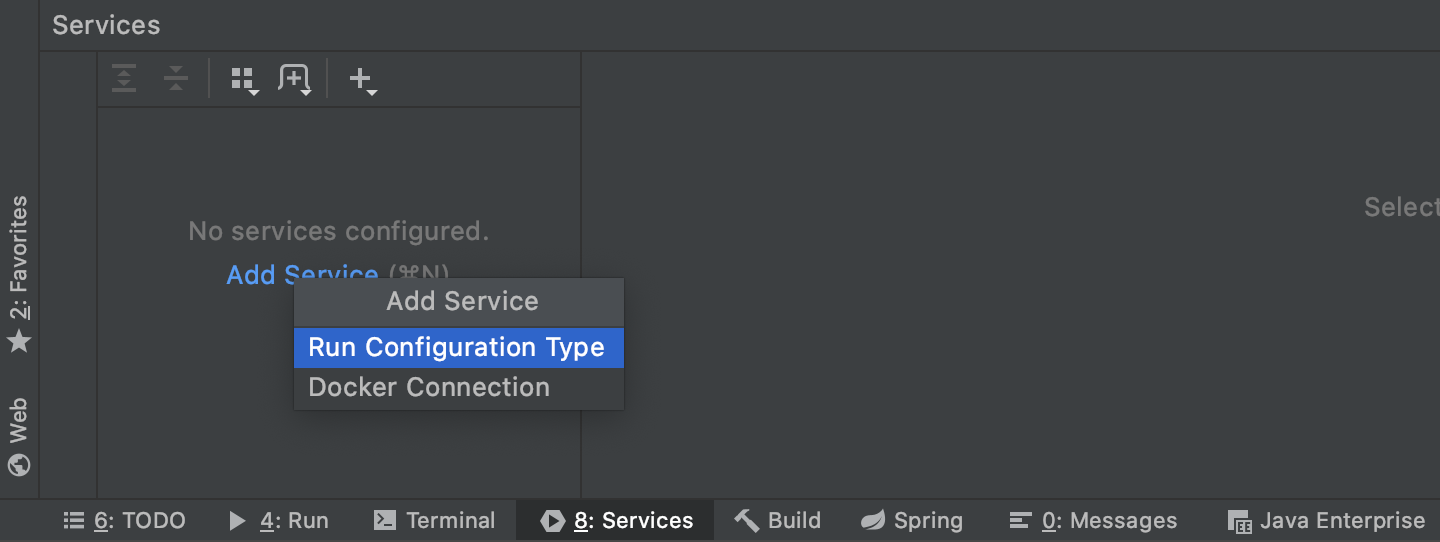 Services
No services configured.
Add Service (⌘N)
Add Service
Run Configuration Type
Docker Connection
Select
2: Favorites
Web
6: TODO
4: Run
Terminal
8: Services
Build
Spring
0: Messages
EE
Java Enterprise